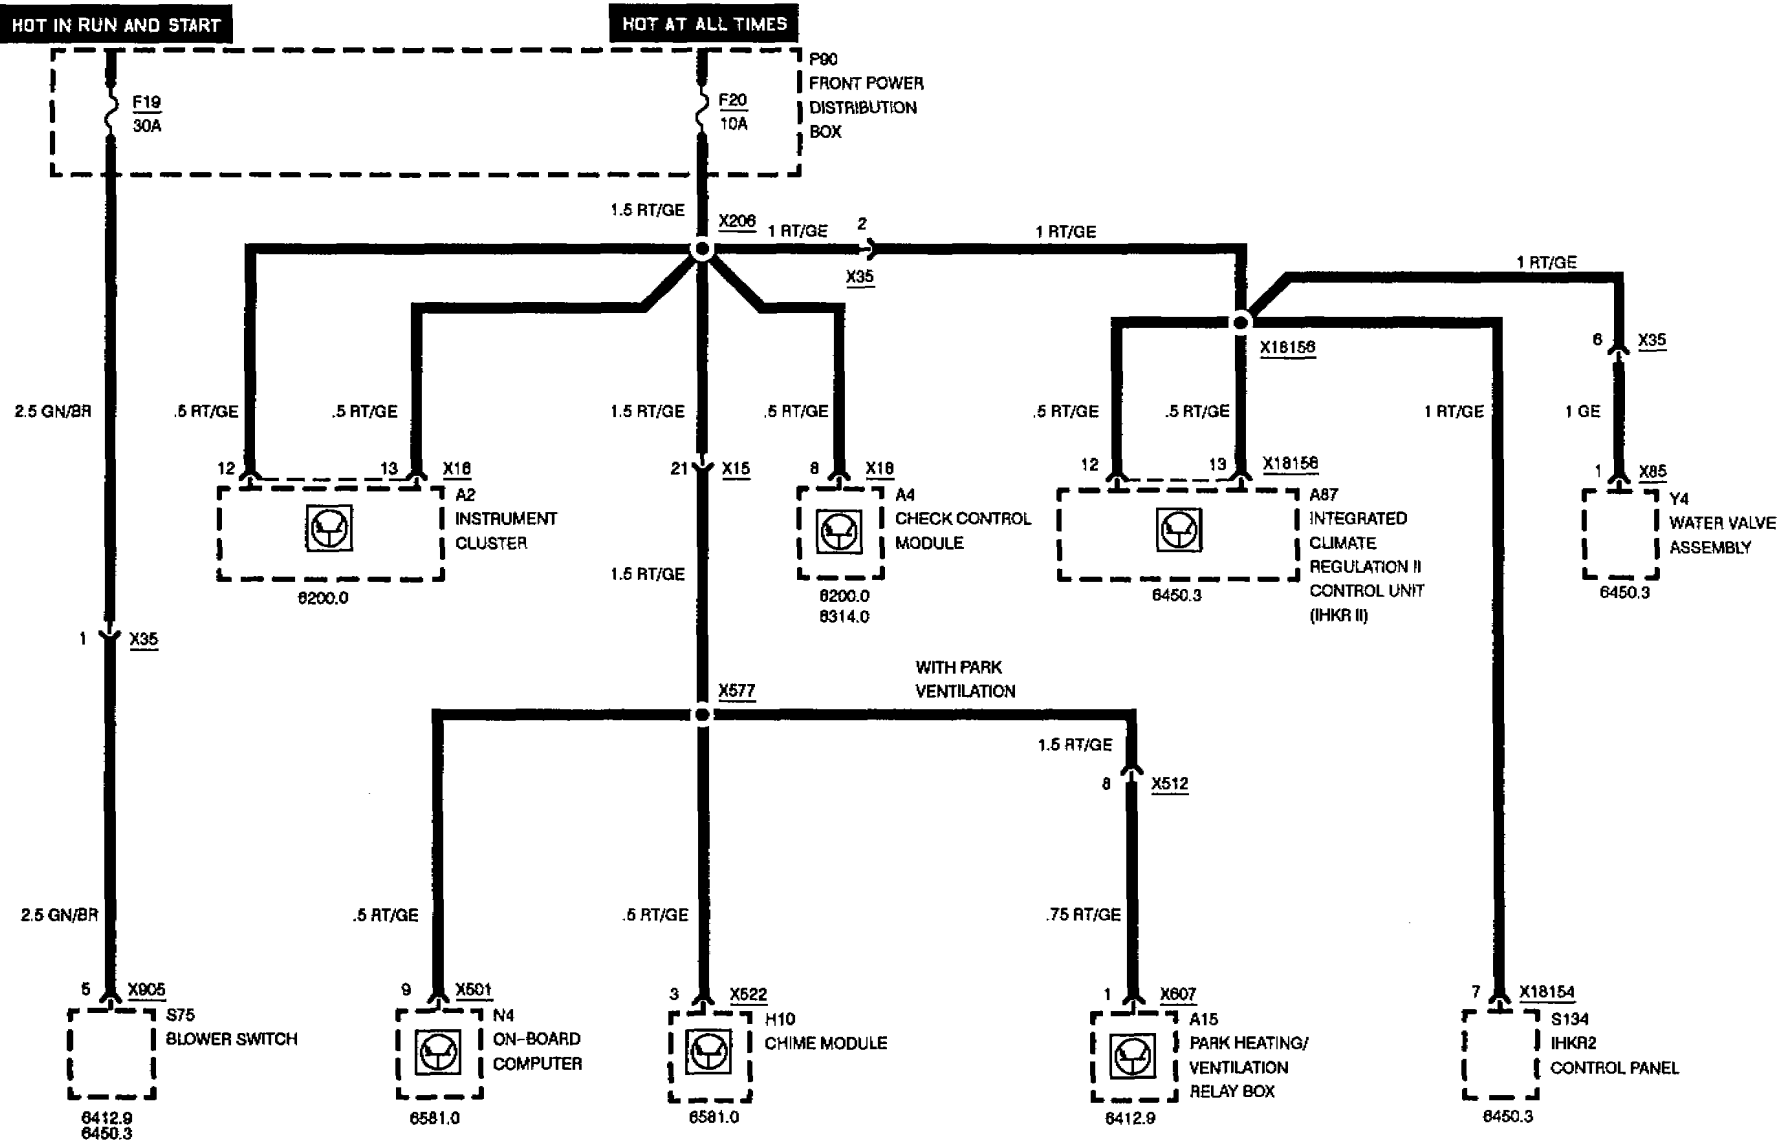 HOT IN RUN AND START
HOT AT ALL TIMES
P90
FRONT POWER
DISTRIBUTION
BOX
F19
30A
F20
10A
1.5 RT/GE
X206
1 RT/GE
2
X35
1 RT/GE
1 RT/GE
6
X35
X18156
2.5 GN/BR
.5 RT/GE
.5 RT/GE
1.5 RT/GE
.5 RT/GE
.5 RT/GE
.5 RT/GE
1 RT/GE
1 GE
12
13
X16
21
X15
8
X18
12
13
X18156
1
X85
A2
INSTRUMENT
CLUSTER
6200.0
A4
CHECK CONTROL
MODULE
6200.0
6314.0
A87
INTEGRATED
CLIMATE
REGULATION II
CONTROL UNIT
(IHKR II)
6450.3
Y4
WATER VALVE
ASSEMBLY
6450.3
1.5 RT/GE
1
X35
X577
WITH PARK
VENTILATION
1.5 RT/GE
8
X512
2.5 GN/BR
.5 RT/GE
.5 RT/GE
.75 RT/GE
5
X905
9
X501
3
X522
1
X607
7
X18154
S75
BLOWER SWITCH
6412.9
6450.3
N4
ON-BOARD
COMPUTER
6581.0
H10
CHIME MODULE
6581.0
A15
PARK HEATING/
VENTILATION
RELAY BOX
6412.9
S134
IHKR2
CONTROL PANEL
6450.3